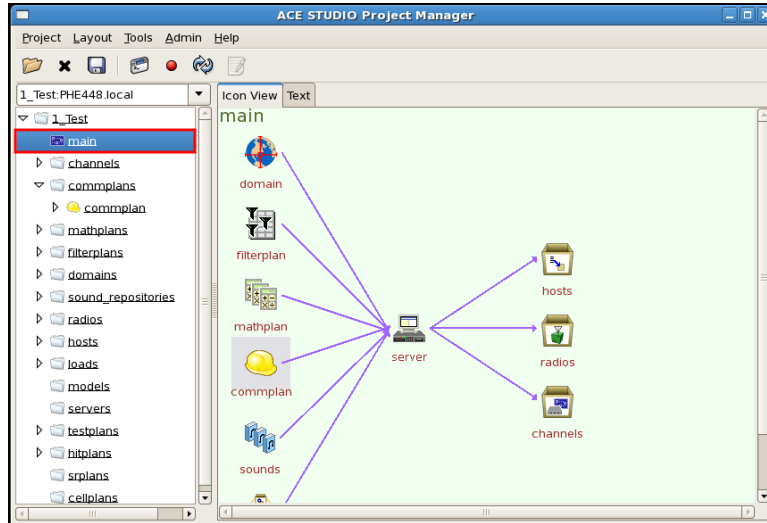 ACE STUDIO Project Manager
Project Layout Tools Admin Help
1_Test:PHE448.local
1_Test
main
channels
commplans
commplan
mathplans
filterplans
domains
sound_repositories
radios
hosts
loads
models
servers
testplans
hitplans
srplans
cellplans
Icon View Text
main
domain
filterplan
mathplan
commplan
sounds
server
hosts
radios
channels